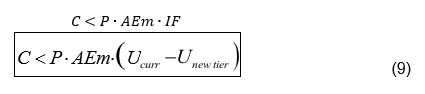 C < P · AEm · IF
C < P · AEm·(U_curr − U_new tier) (9)